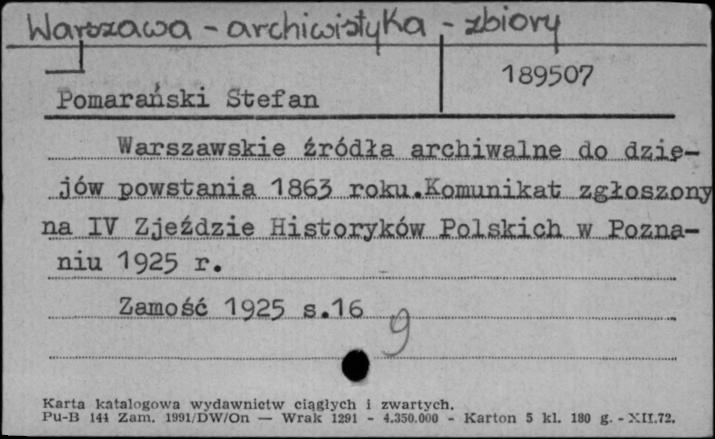 Warszawa - archiwistyka - zbiory
189507
Pomarański Stefan
Warszawskie źródła archiwalne do dzie-
jów powstania 1863 roku.Komunikat zgłoszony
na IV Zjeździe Historyków Polskich w Pozna-
niu 1925 r.
Zamość 1925 s.16
9
Karta katalogowa wydawnictw ciągłych i zwartych.
Pu-B 144 Zam. 1991/DW/On — Wrak 1291 - 4.350.000 - Karton 5 kl. 180 g. - XII.72.